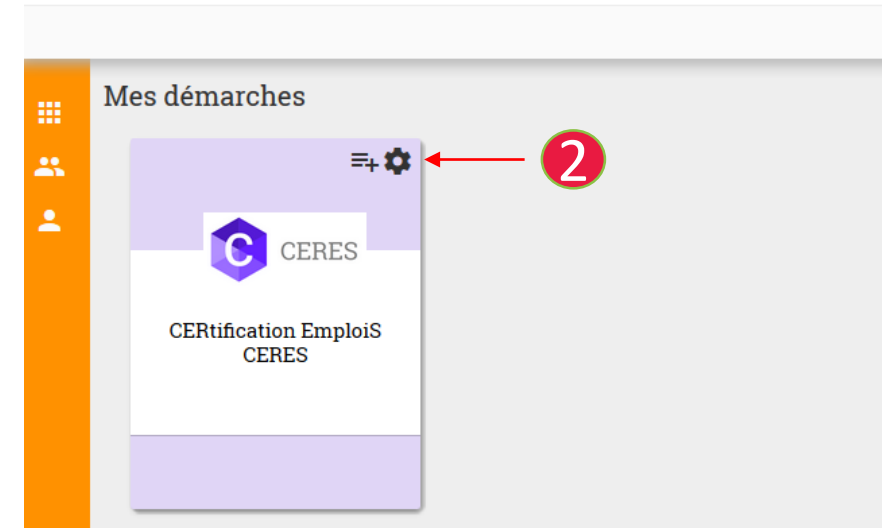 Mes démarches
2
C CERES
CERtification EmploiS
CERES